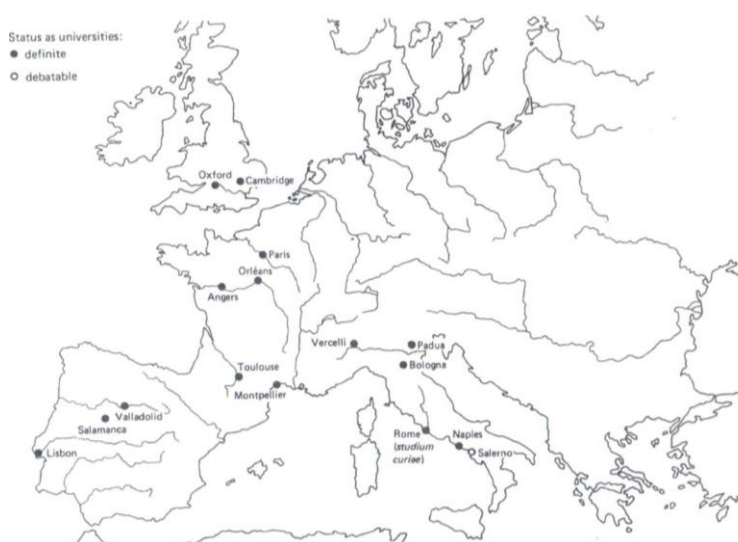 Status as universities:
definite
debatable
Oxford
Cambridge
Paris
Orléans
Angers
Vercelli
Padua
Bologna
Toulouse
Montpellier
Valladolid
Salamanca
Lisbon
Rome
(studium
curiae)
Naples
Salerno